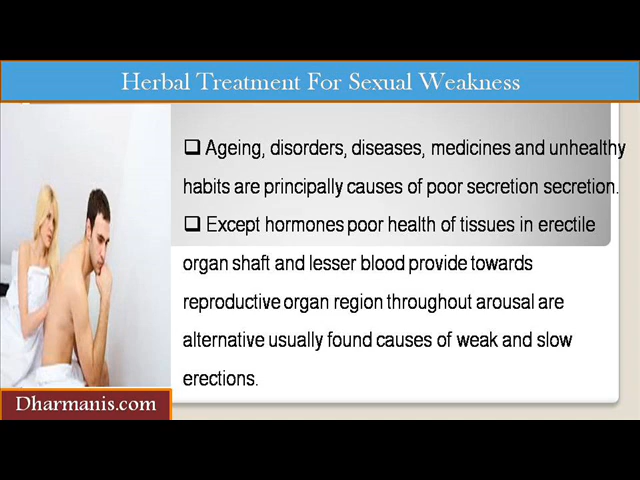 Herbal Treatment For Sexual Weakness
❑ Ageing, disorders, diseases, medicines and unhealthy
habits are principally causes of poor secretion secretion.
❑ Except hormones poor health of tissues in erectile
organ shaft and lesser blood provide towards
reproductive organ region throughout arousal are
alternative usually found causes of weak and slow
erections.
Dharmanis.com